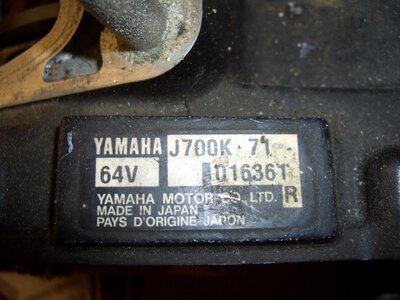 YAMAHA J700K・71
64V 016361
YAMAHA MOTOR CO., LTD. R
MADE IN JAPAN
PAYS D'ORIGINE JAPON